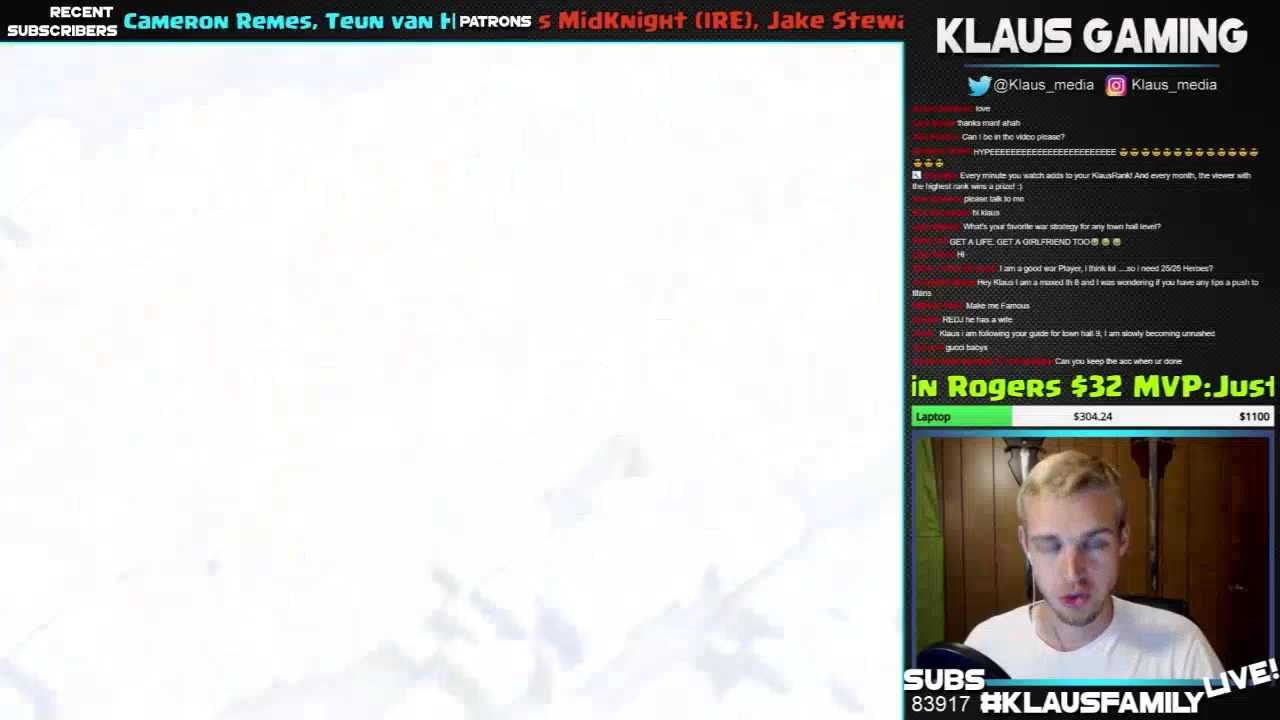 RECENT
SUBSCRIBERS
Cameron Remes, Teun van H
PATRONS
s MidKnight (IRE), Jake Stewa
KLAUS GAMING
@Klaus_media Klaus_media
love
thanks man! ahah
Can I be in the video please?
HYPEEEEEEEEEEEEEEEEEEEEEEEE
Every minute you watch adds to your KlausRank! And every month, the viewer with
the highest rank wins a prize! :)
please talk to me
hi klaus
What's your favorite war strategy for any town hall level?
GET A LIFE. GET A GIRLFRIEND TOO
Hi
I am a good war Player, I think lol ....so i need 25/25 Heroes?
Hey Klaus I am a maxed th 8 and I was wondering if you have any tips a push to
titans
Make me Famous
REDJ he has a wife
Klaus i am following your guide for town hall 9, I am slowly becoming unrushed
gucci babys
Can you keep the acc when ur done
in Rogers $32 MVP:Just
Laptop $304.24 $1100
SUBS
83917 #KLAUSFAMILY LIVE!